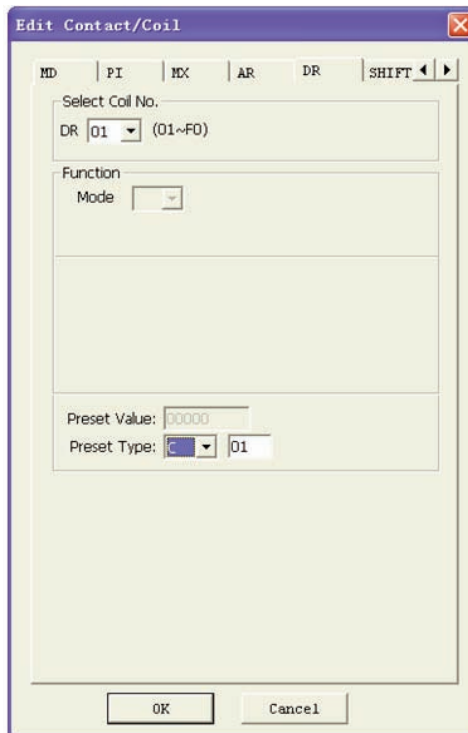 Edit Contact/Coil
MD PI MX AR DR SHIFT
Select Coil No.
DR 01 (01~F0)
Function
Mode
Preset Value: 00000
Preset Type: C 01
OK Cancel